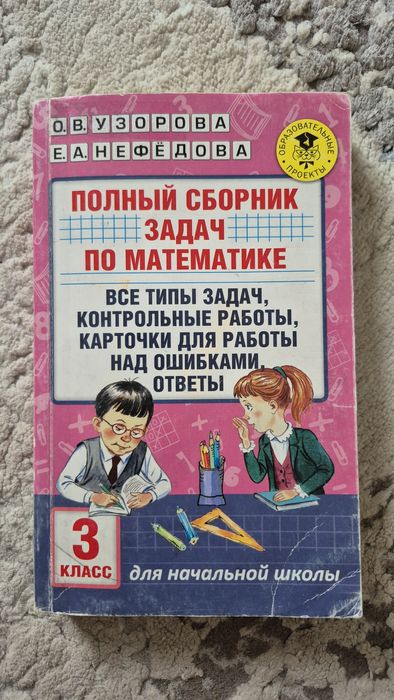 О.В. УЗОРОВА
Е.А. НЕФЁДОВА
ОБРАЗОВАТЕЛЬНЫЕ
ПРОЕКТЫ
ПОЛНЫЙ СБОРНИК
ЗАДАЧ
ПО МАТЕМАТИКЕ
ВСЕ ТИПЫ ЗАДАЧ,
КОНТРОЛЬНЫЕ РАБОТЫ,
КАРТОЧКИ ДЛЯ РАБОТЫ
НАД ОШИБКАМИ,
ОТВЕТЫ
3
КЛАСС
для начальной школы